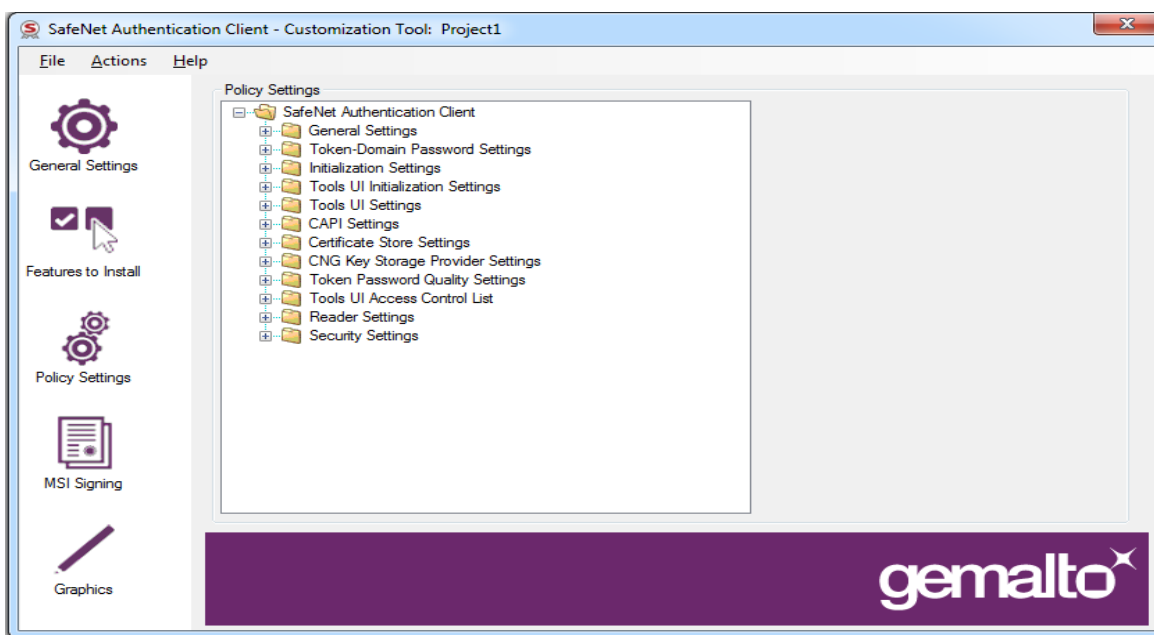 SafeNet Authentication Client - Customization Tool: Project1
File Actions Help
General Settings
Features to Install
Policy Settings
MSI Signing
Graphics
Policy Settings
SafeNet Authentication Client
General Settings
Token-Domain Password Settings
Initialization Settings
Tools UI Initialization Settings
Tools UI Settings
CAPI Settings
Certificate Store Settings
CNG Key Storage Provider Settings
Token Password Quality Settings
Tools UI Access Control List
Reader Settings
Security Settings
gemalto